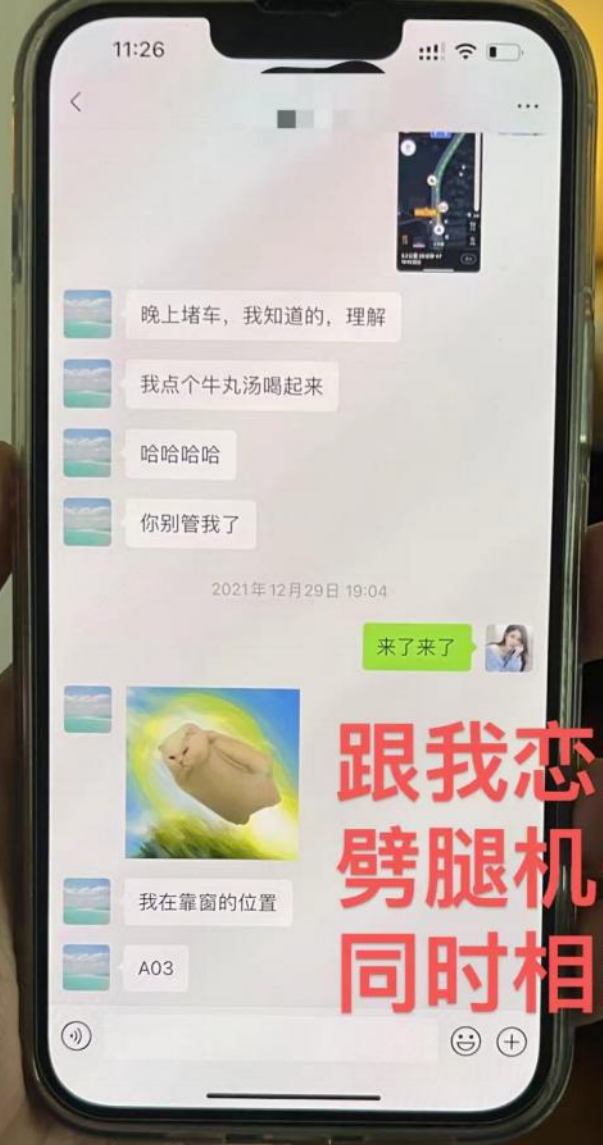 11:26
晚上堵车，我知道的，理解
我点个牛丸汤喝起来
哈哈哈哈
你别管我了
2021年12月29日 19:04
来了来了
我在靠窗的位置
A03
跟我恋
劈腿机
同时相